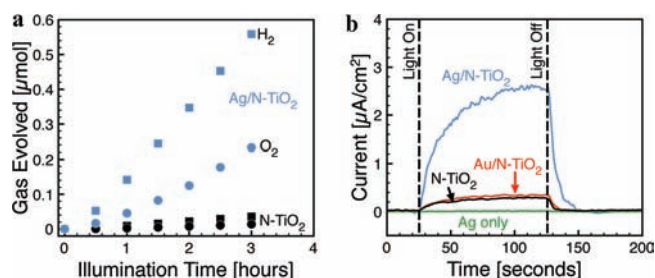 a
Gas Evolved [μmol]
0.6
0.5
0.4
0.3
0.2
0.1
0
H2
Ag/N-TiO2
O2
N-TiO2
0 1 2 3 4
Illumination Time [hours]
b
Current [μA/cm²]
4
3
2
1
0
Light On
Light Off
Ag/N-TiO2
Au/N-TiO2
N-TiO2
Ag only
0 50 100 150 200
Time [seconds]